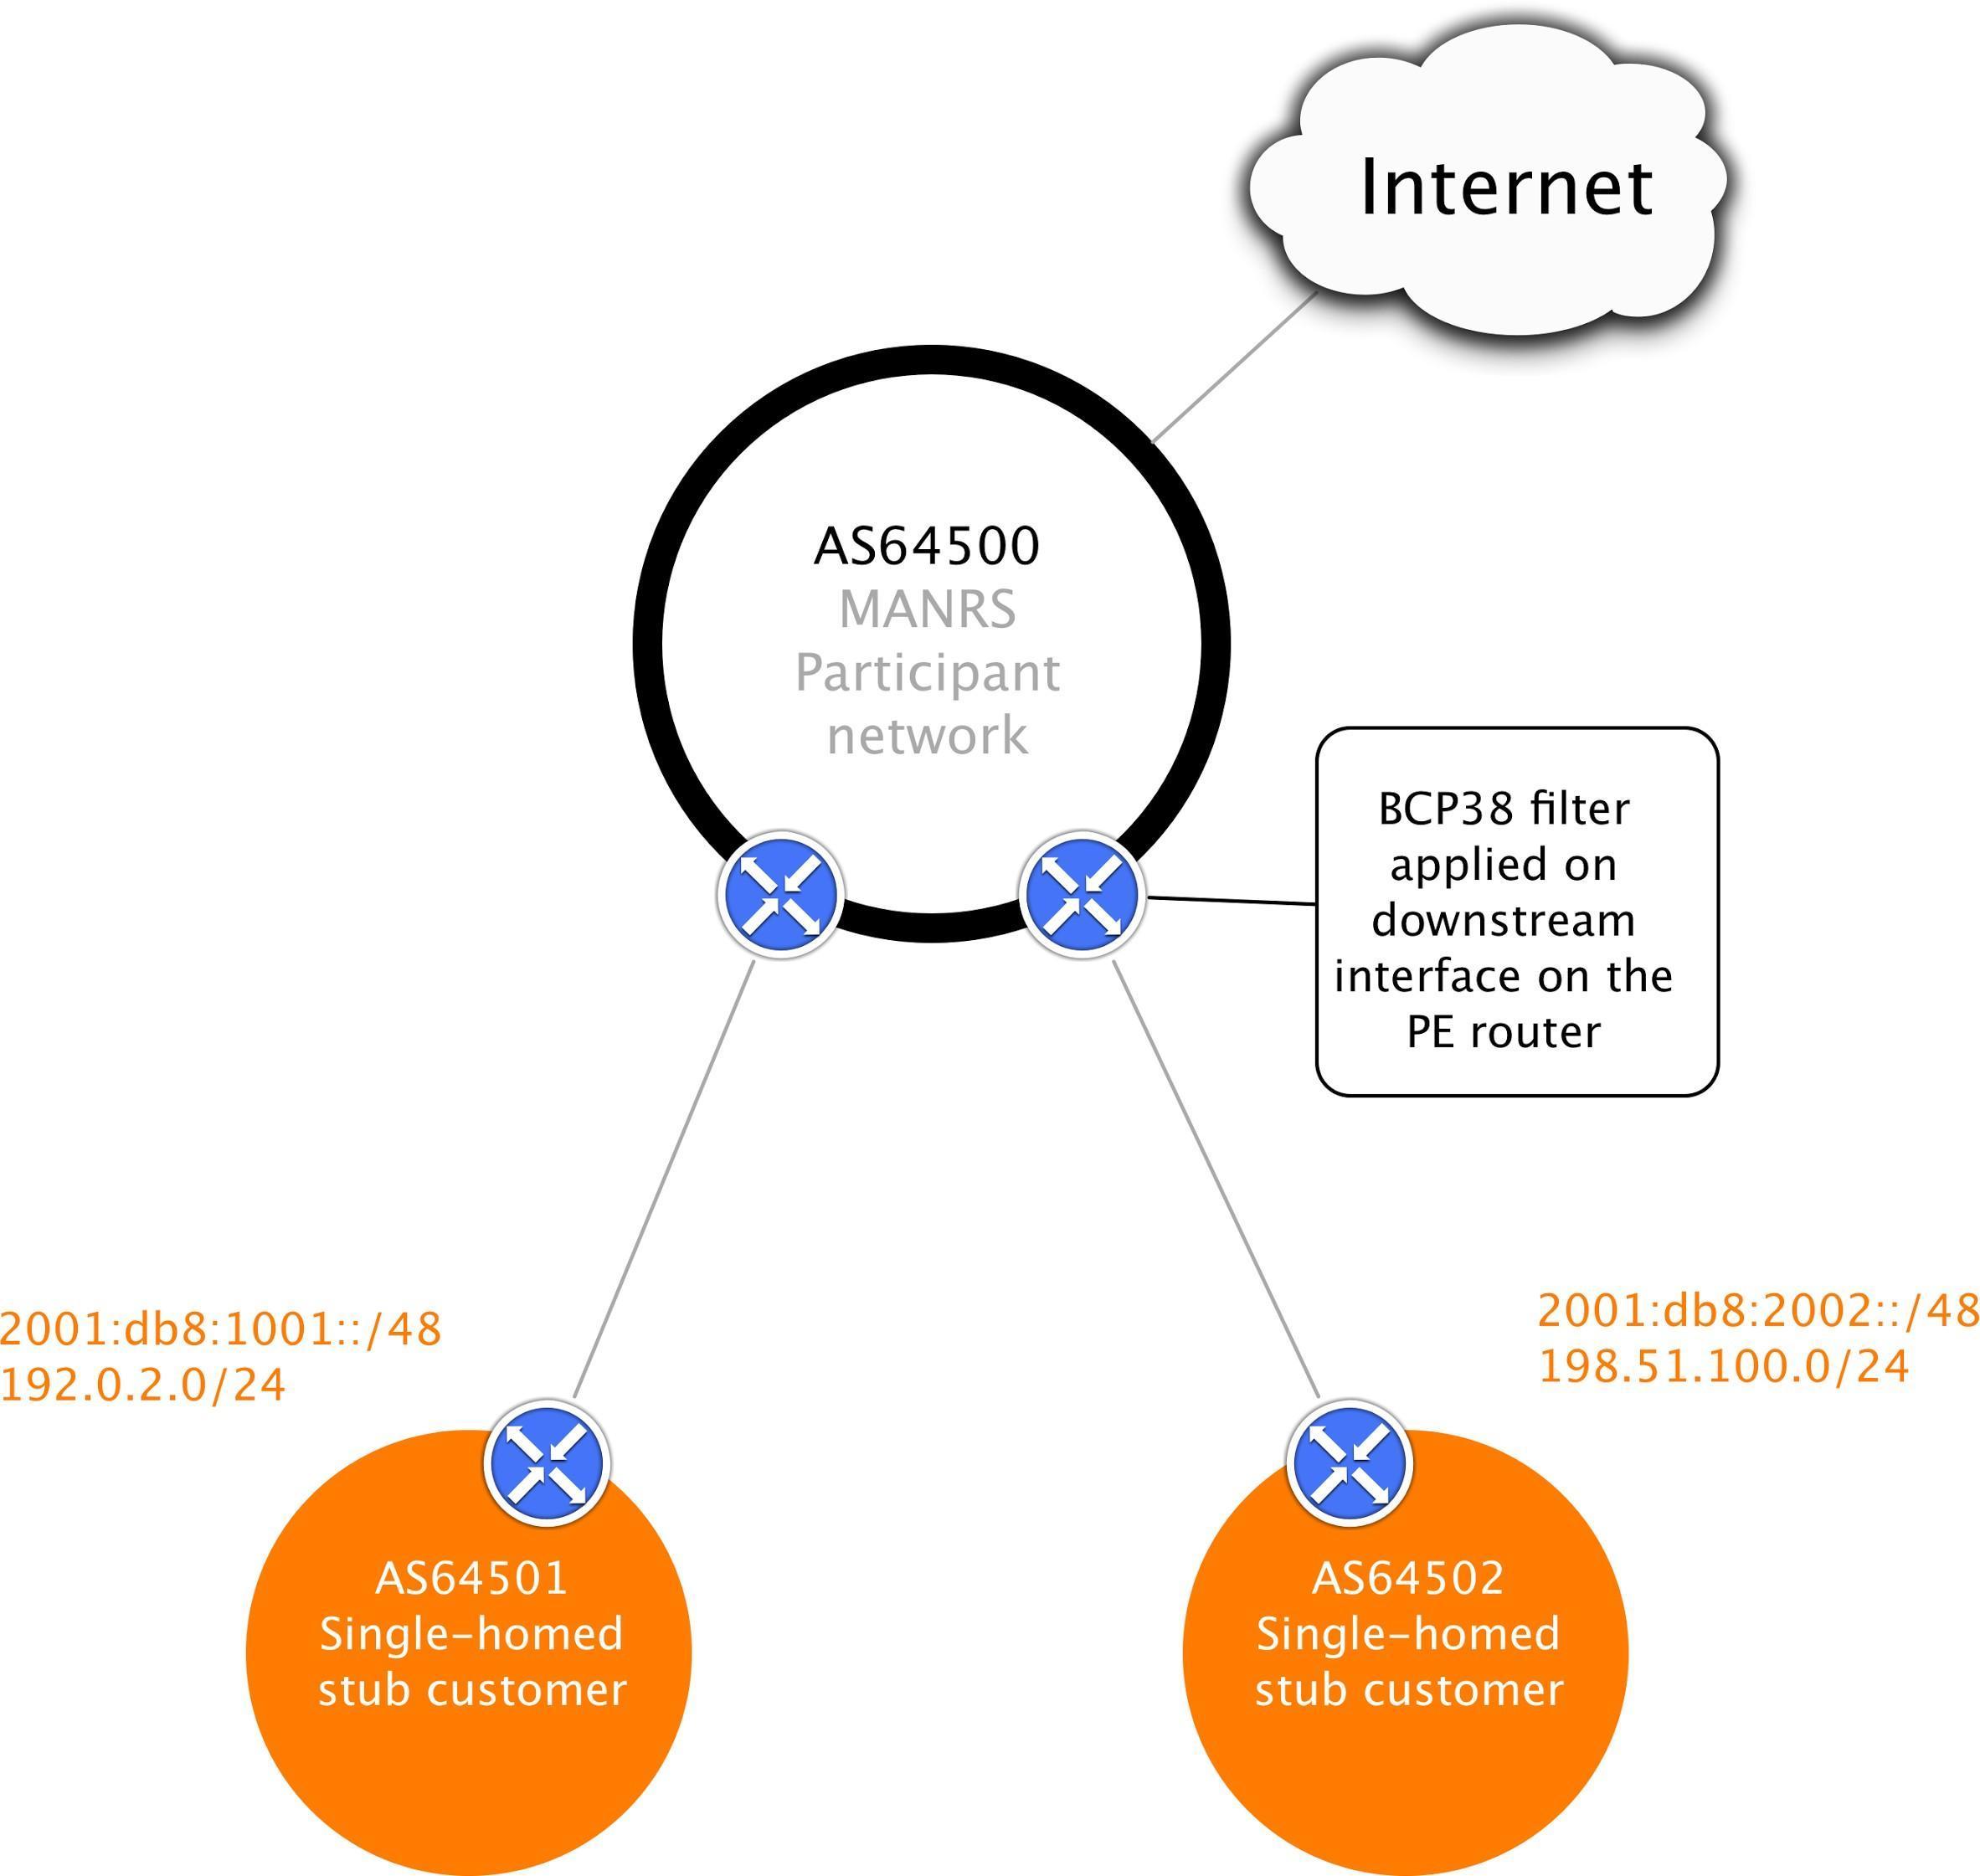 Internet
AS64500
MANRS
Participant
network
BCP38 filter
applied on
downstream
interface on the
PE router
2001:db8:1001::/48
192.0.2.0/24
2001:db8:2002::/48
198.51.100.0/24
AS64501
Single-homed
stub customer
AS64502
Single-homed
stub customer